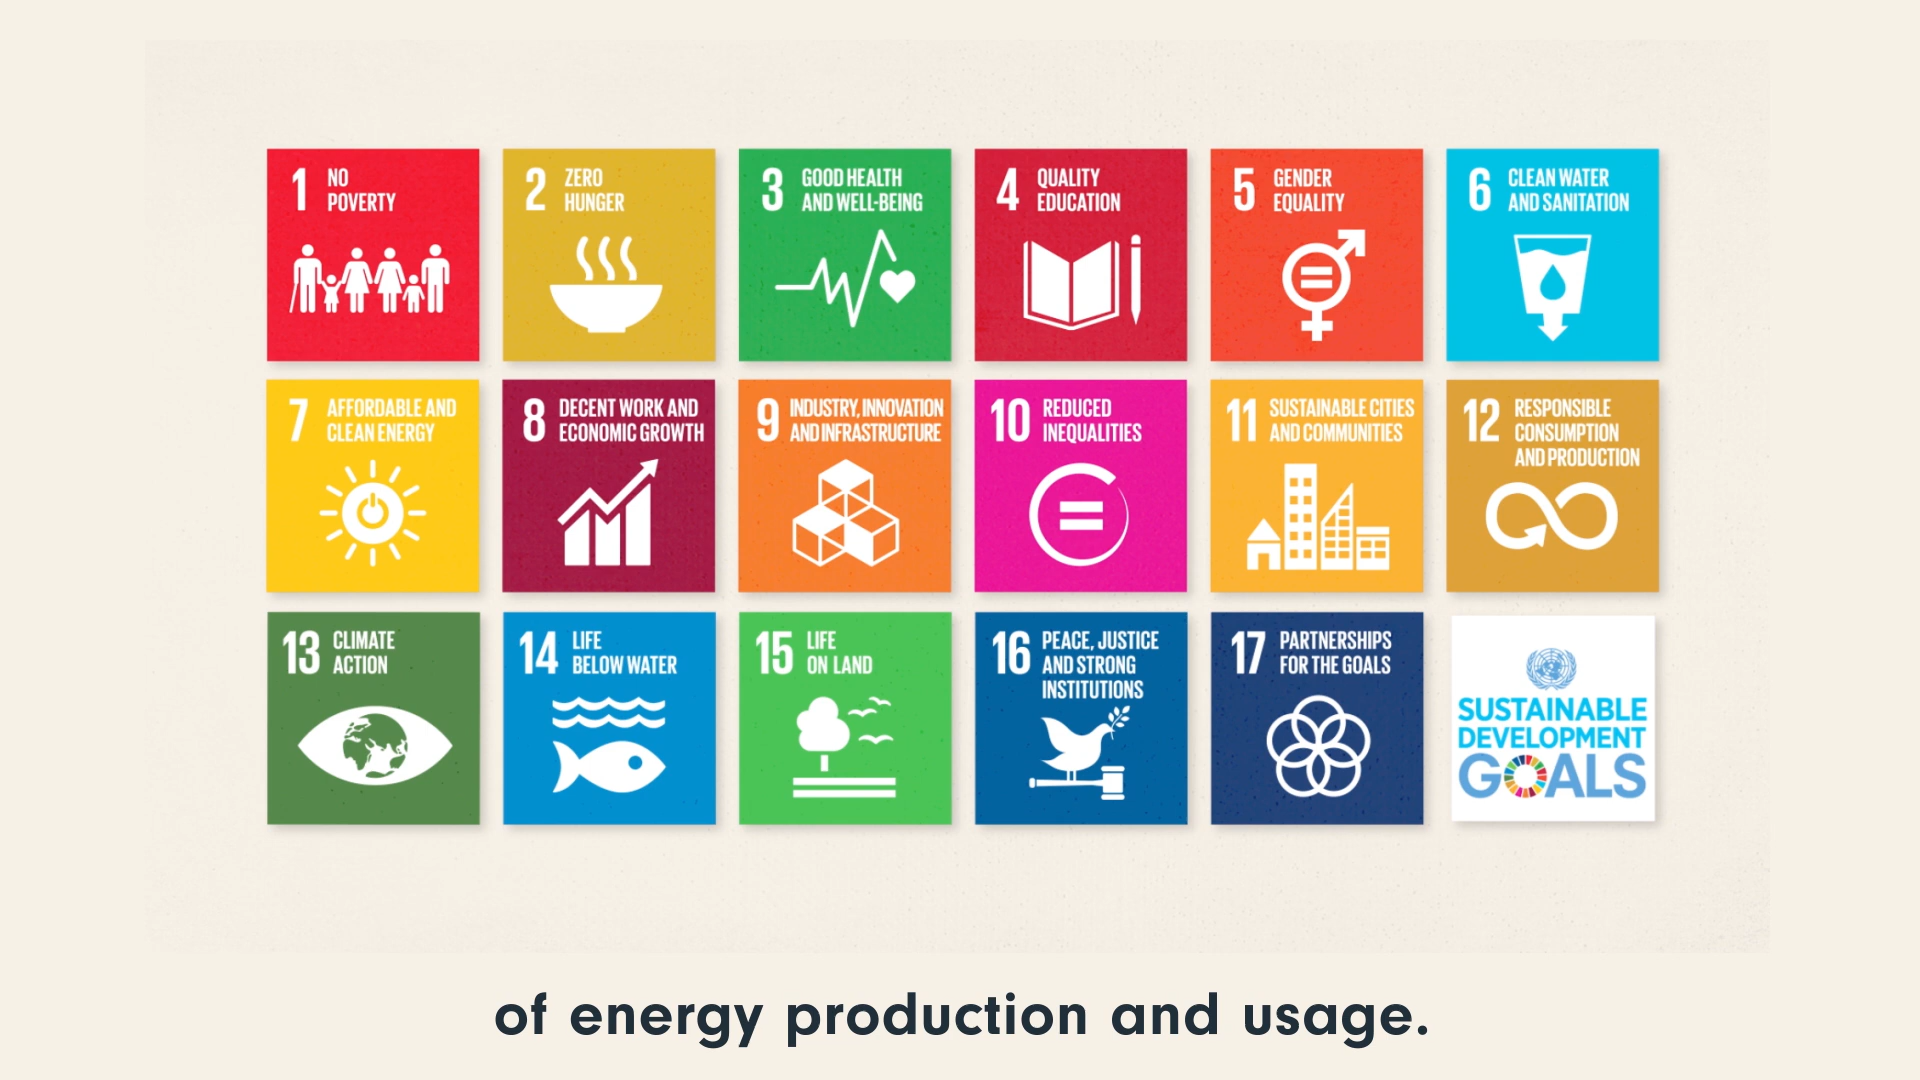 1 NO
POVERTY
2 ZERO
HUNGER
3 GOOD HEALTH
AND WELL-BEING
4 QUALITY
EDUCATION
5 GENDER
EQUALITY
6 CLEAN WATER
AND SANITATION
7 AFFORDABLE AND
CLEAN ENERGY
8 DECENT WORK AND
ECONOMIC GROWTH
9 INDUSTRY, INNOVATION
AND INFRASTRUCTURE
10 REDUCED
INEQUALITIES
11 SUSTAINABLE CITIES
AND COMMUNITIES
12 RESPONSIBLE
CONSUMPTION
AND PRODUCTION
13 CLIMATE
ACTION
14 LIFE
BELOW WATER
15 LIFE
ON LAND
16 PEACE, JUSTICE
AND STRONG
INSTITUTIONS
17 PARTNERSHIPS
FOR THE GOALS
SUSTAINABLE
DEVELOPMENT
GOALS
of energy production and usage.